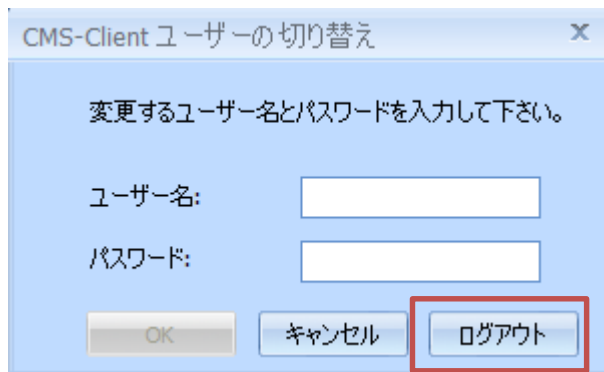 CMS-Client ユーザーの切り替え
変更するユーザー名とパスワードを入力して下さい。
ユーザー名:
パスワード:
OK キャンセル ログアウト